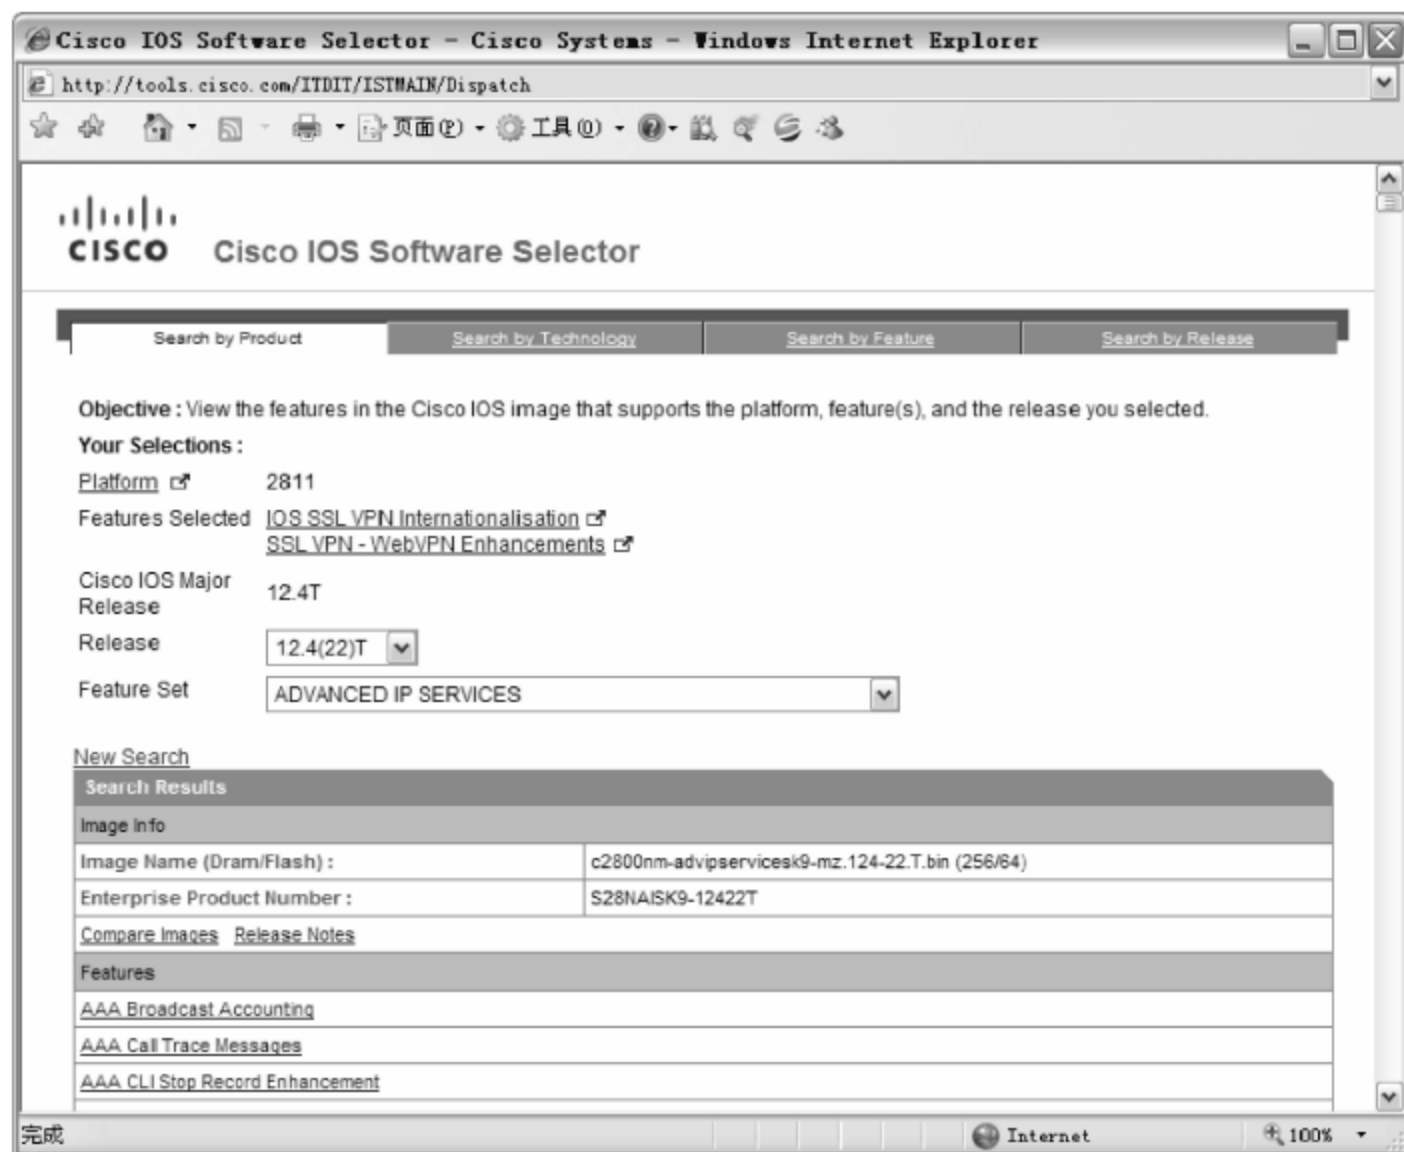 Cisco IOS Software Selector - Cisco Systems - Windows Internet Explorer
http://tools.cisco.com/ITDIT/ISTMAIN/Dispatch
页面(P) 工具(O)
CISCO Cisco IOS Software Selector
Search by Product Search by Technology Search by Feature Search by Release
Objective : View the features in the Cisco IOS image that supports the platform, feature(s), and the release you selected.
Your Selections :
Platform 2811
Features Selected IOS SSL VPN Internationalisation
SSL VPN - WebVPN Enhancements
Cisco IOS Major
Release 12.4T
Release 12.4(22)T
Feature Set ADVANCED IP SERVICES
New Search
Search Results
Image Info
Image Name (Dram/Flash) : c2800nm-advipservicesk9-mz.124-22.T.bin (256/64)
Enterprise Product Number : S28NAISK9-12422T
Compare Images Release Notes
Features
AAA Broadcast Accounting
AAA Call Trace Messages
AAA CLI Stop Record Enhancement
完成 Internet 100%